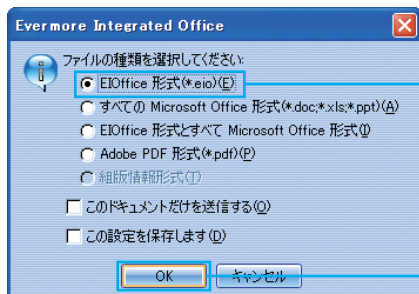 Evermore Integrated Office
ファイルの種類を選択してください:
EIOffice 形式(*.eio)(E)
すべての Microsoft Office 形式(*.doc;*.xls;*.ppt)(A)
EIOffice 形式とすべて Microsoft Office 形式(I)
Adobe PDF 形式(*.pdf)(P)
組版情報形式(T)
このドキュメントだけを送信する(O)
この設定を保存します(D)
OK
キャンセル